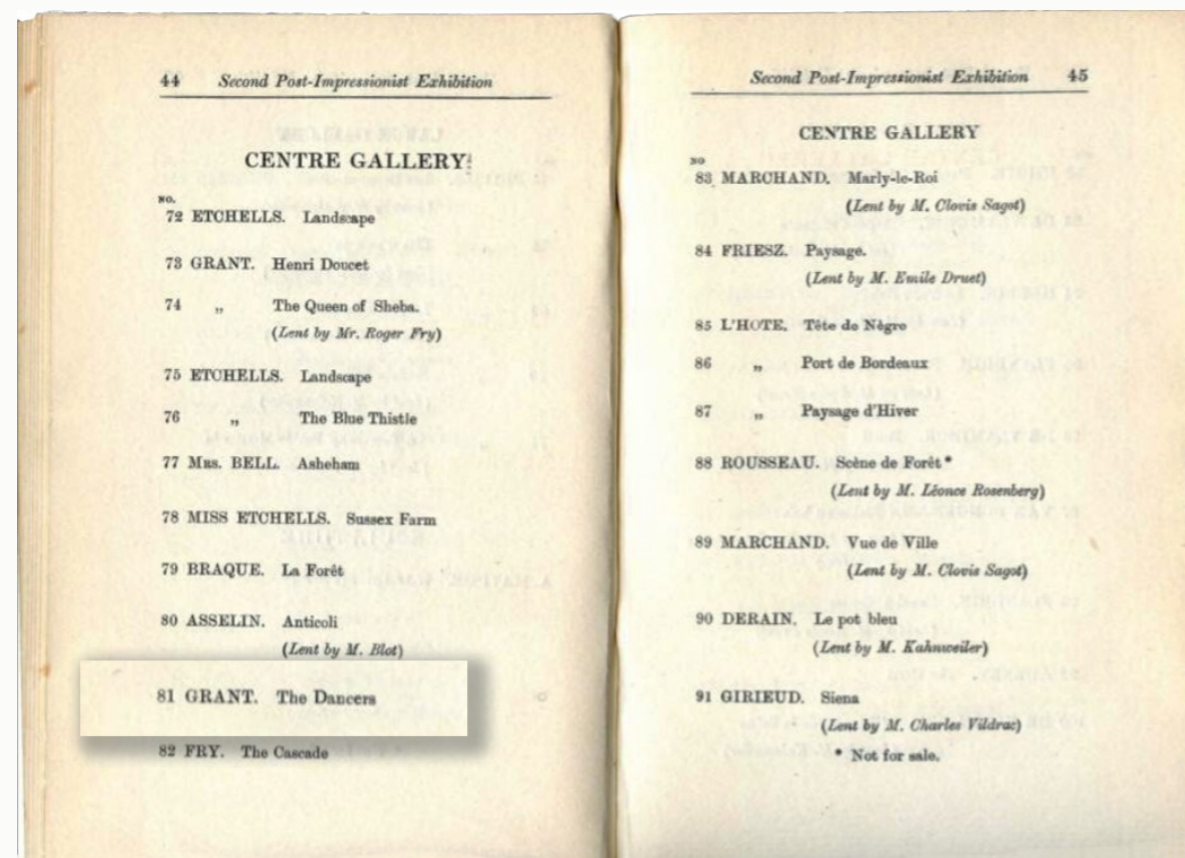 44 Second Post-Impressionist Exhibition
CENTRE GALLERY
NO.
72 ETCHELLS. Landscape
73 GRANT. Henri Doucet
74 „ The Queen of Sheba.
(Lent by Mr. Roger Fry)
75 ETCHELLS. Landscape
76 „ The Blue Thistle
77 MRS. BELL. Asheham
78 MISS ETCHELLS. Sussex Farm
79 BRAQUE. La Forêt
80 ASSELIN. Anticoli
(Lent by M. Blot)
81 GRANT. The Dancers
82 FRY. The Cascade
Second Post-Impressionist Exhibition 45
CENTRE GALLERY
NO
83 MARCHAND. Marly-le-Roi
(Lent by M. Clovis Sagot)
84 FRIESZ. Paysage.
(Lent by M. Emile Druet)
85 L'HOTE. Tête de Nègre
86 „ Port de Bordeaux
87 „ Paysage d'Hiver
88 ROUSSEAU. Scène de Forêt *
(Lent by M. Léonce Rosenberg)
89 MARCHAND. Vue de Ville
(Lent by M. Clovis Sagot)
90 DERAIN. Le pot bleu
(Lent by M. Kahnweiler)
91 GIRIEUD. Siena
(Lent by M. Charles Vildrac)
* Not for sale.